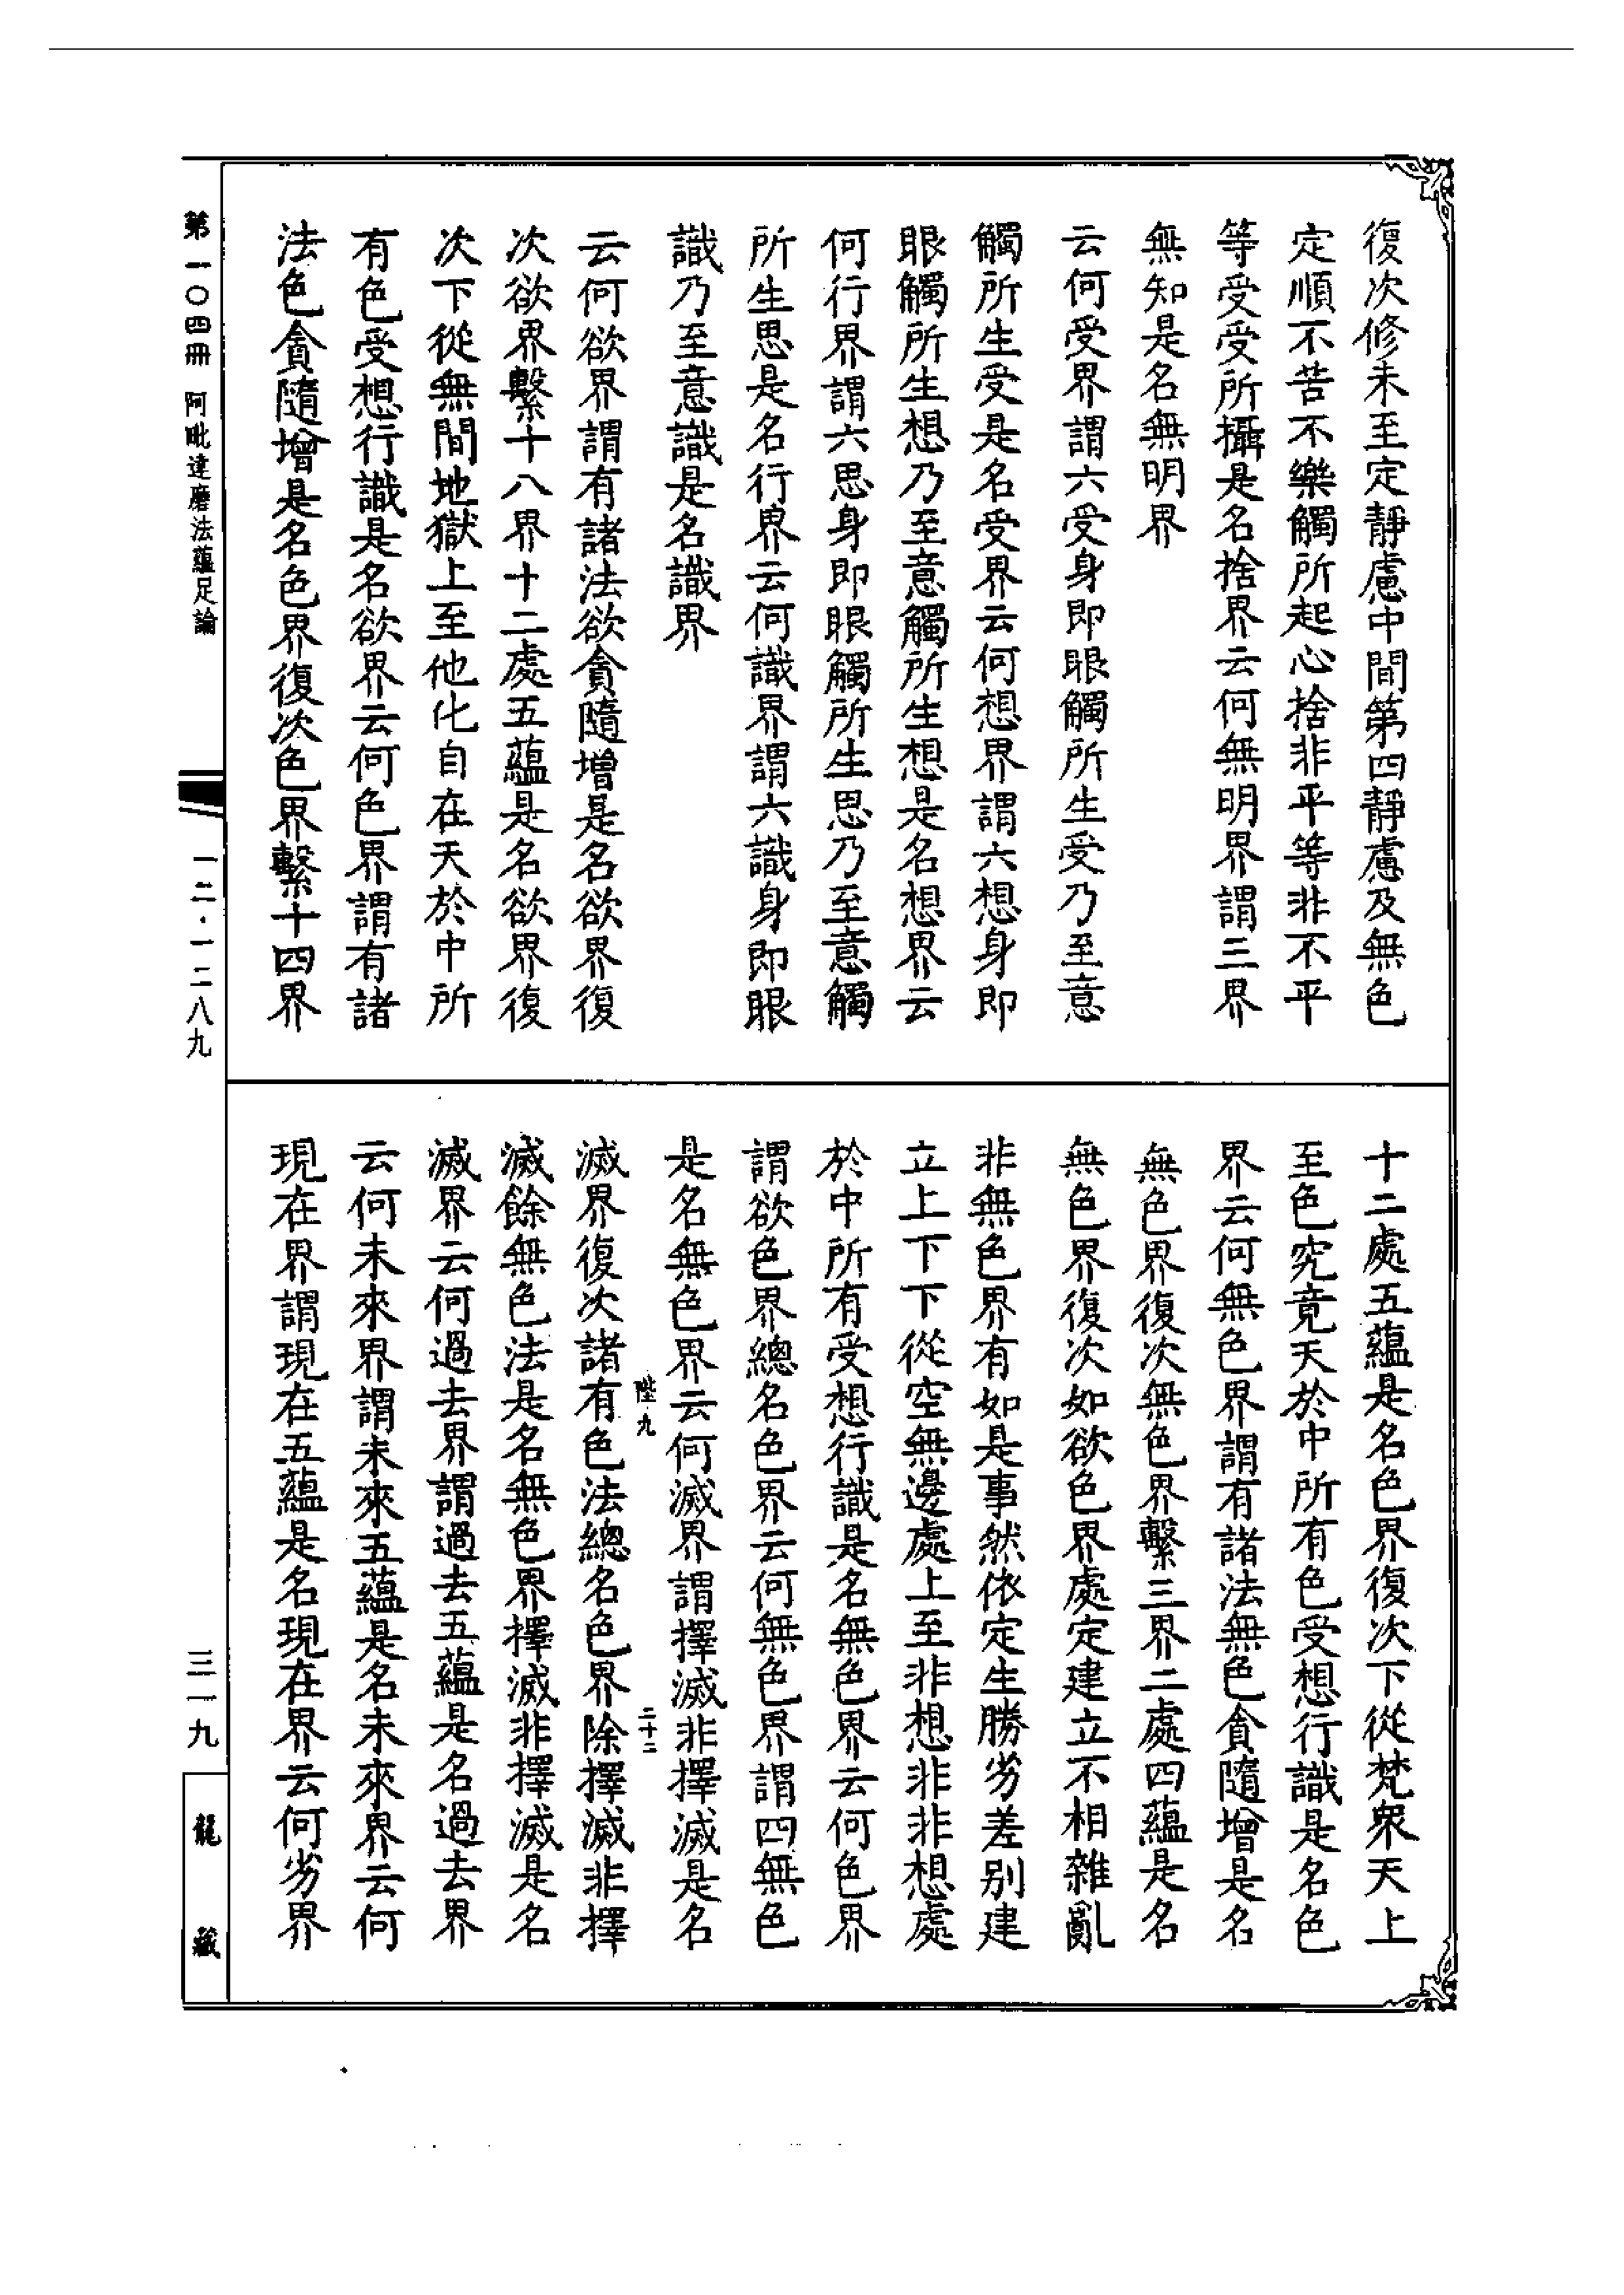 復次修未至定靜慮中間第四靜慮及無色
定順不苦不樂觸所起心捨非平等非不平
等受受所攝是名捨界云何無明界謂三界
無知是名無明界
云何受界謂六受身即眼觸所生受乃至意
觸所生受是名受界云何想界謂六想身即
眼觸所生想乃至意觸所生想是名想界云
何行界謂六思身即眼觸所生思乃至意觸
所生思是名行界云何識界謂六識身即眼
識乃至意識是名識界
云何欲界謂有諸法欲貪隨增是名欲界復
次欲界繫十八界十二處五蘊是名欲界復
次下從無間地獄上至他化自在天於中所
有色受想行識是名欲界云何色界謂有諸
法色貪隨增是名色界復次色界繫十四界
十二處五蘊是名色界復次下從梵衆天上
至色究竟天於中所有色受想行識是名色
界云何無色界謂有諸法無色貪隨增是名
無色界復次無色界繫三界二處四蘊是名
無色界復次如欲色界處定建立不相雜亂
非無色界有如是事然依定生勝劣差別建
立上下下從空無邊處上至非想非非想處
於中所有受想行識是名無色界云何色界
謂欲色界總名色界云何無色界謂四無色
是名無色界云何滅界謂擇滅非擇滅是名
陛九 二十二
滅界復次諸有色法總名色界除擇滅非擇
滅餘無色法是名無色界擇滅非擇滅是名
滅界云何過去界謂過去五蘊是名過去界
云何未來界謂未來五蘊是名未來界云何
現在界謂現在五蘊是名現在界云何劣界
第一〇四冊 阿毗達磨法蘊足論
一二·一二八九
三一九
龍藏